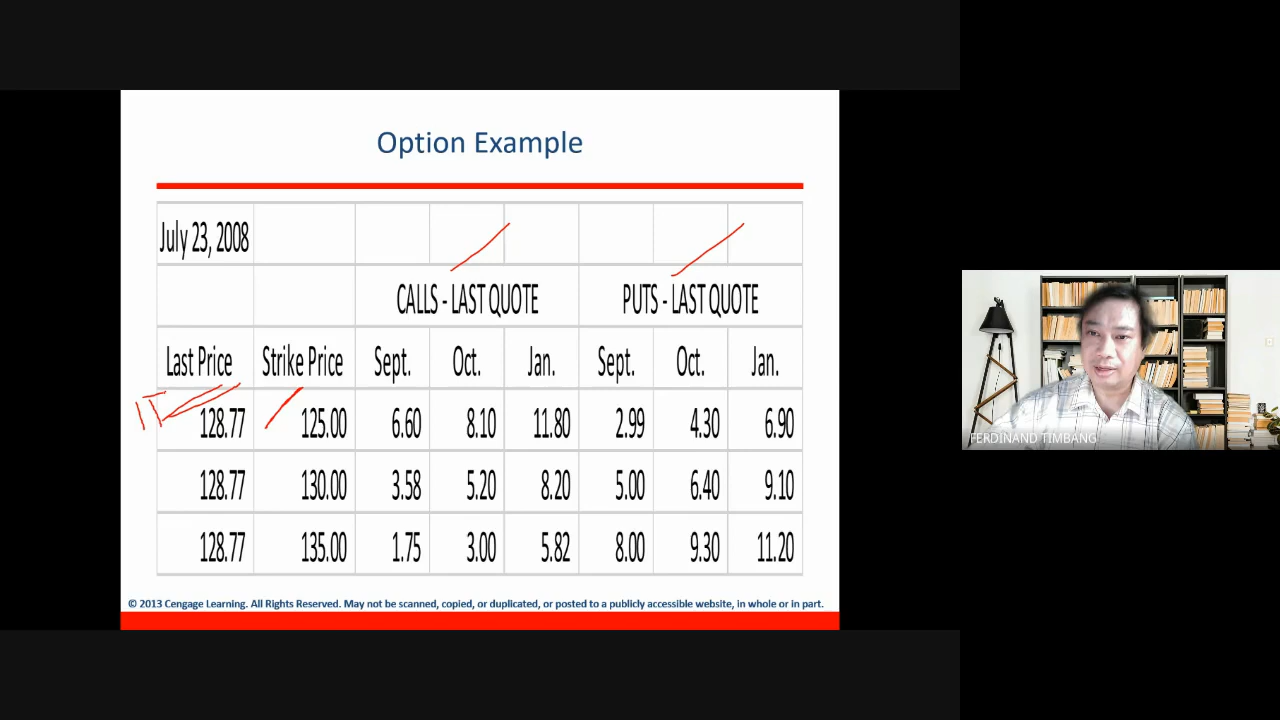 Option Example
July 23, 2008
CALLS - LAST QUOTE PUTS - LAST QUOTE
Last Price Strike Price Sept. Oct. Jan. Sept. Oct. Jan.
128.77 125.00 6.60 8.10 11.80 2.99 4.30 6.90
128.77 130.00 3.58 5.20 8.20 5.00 6.40 9.10
128.77 135.00 1.75 3.00 5.82 8.00 9.30 11.20
© 2013 Cengage Learning. All Rights Reserved. May not be scanned, copied, or duplicated, or posted to a publicly accessible website, in whole or in part.
FERDINAND TIMBANG